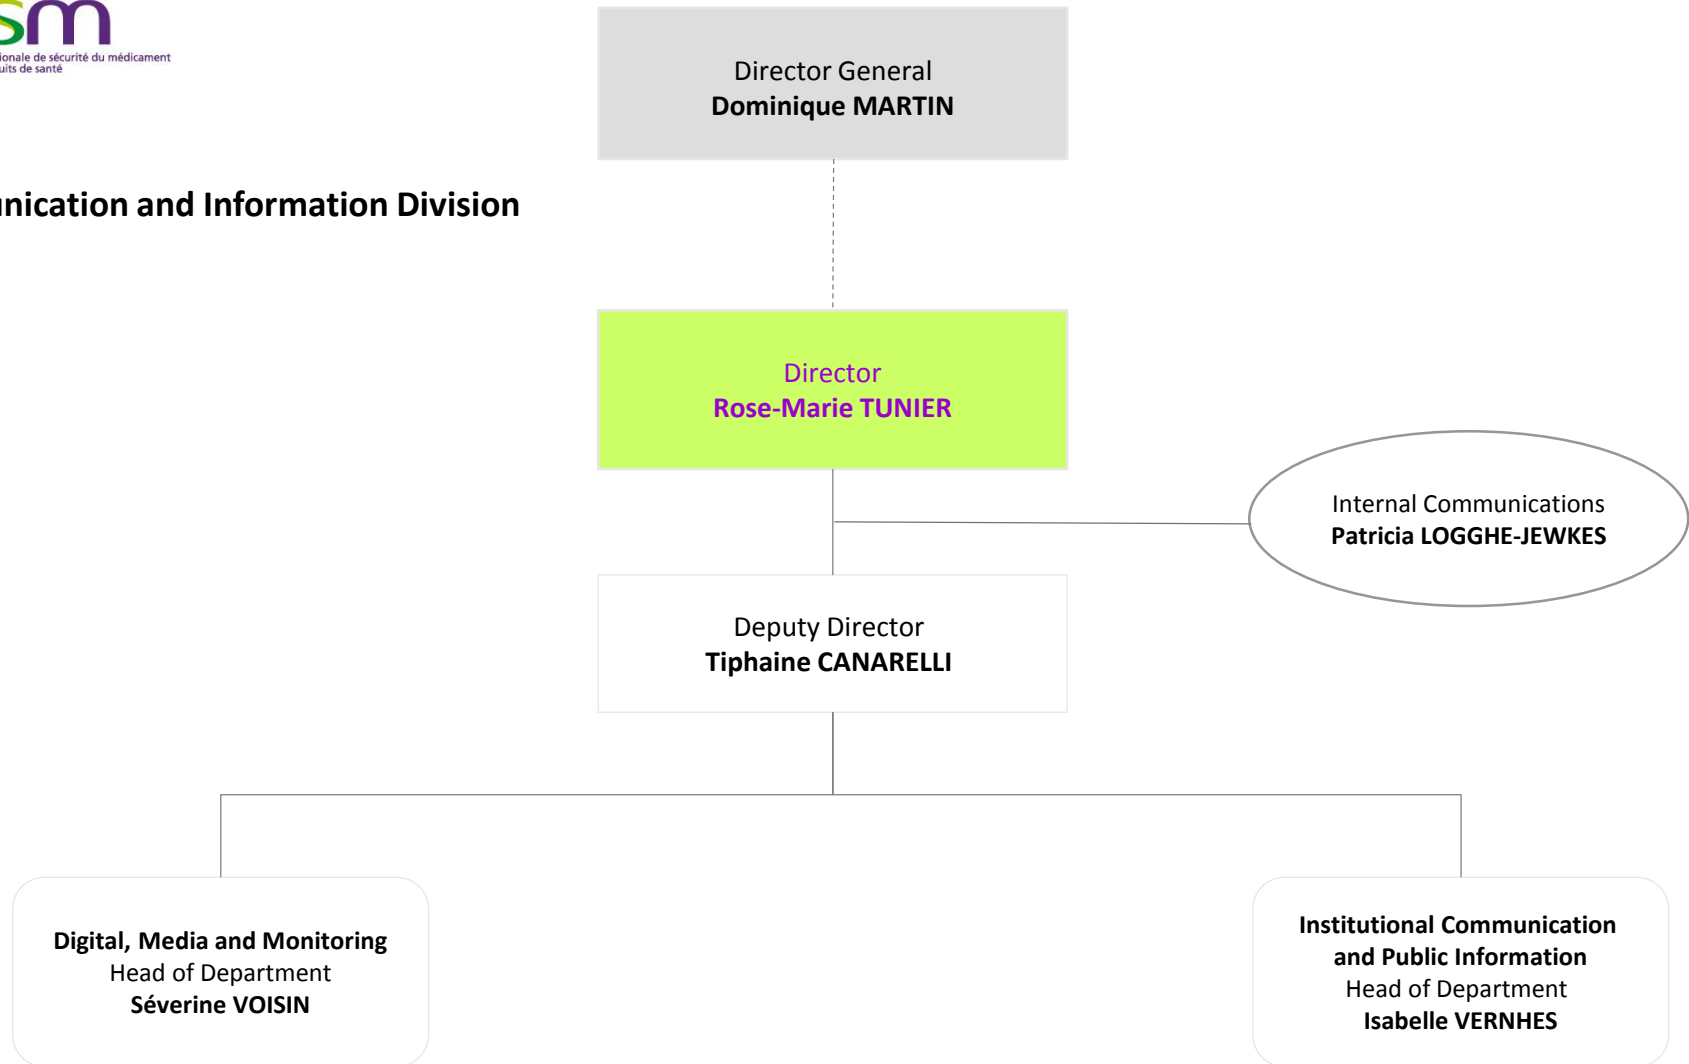 sm
ionale de sécurité du médicament
uits de santé
Director General
Dominique MARTIN
unication and Information Division
Director
Rose-Marie TUNIER
Internal Communications
Patricia LOGGHE-JEWKES
Deputy Director
Tiphaine CANARELLI
Digital, Media and Monitoring
Head of Department
Séverine VOISIN
Institutional Communication
and Public Information
Head of Department
Isabelle VERNHES